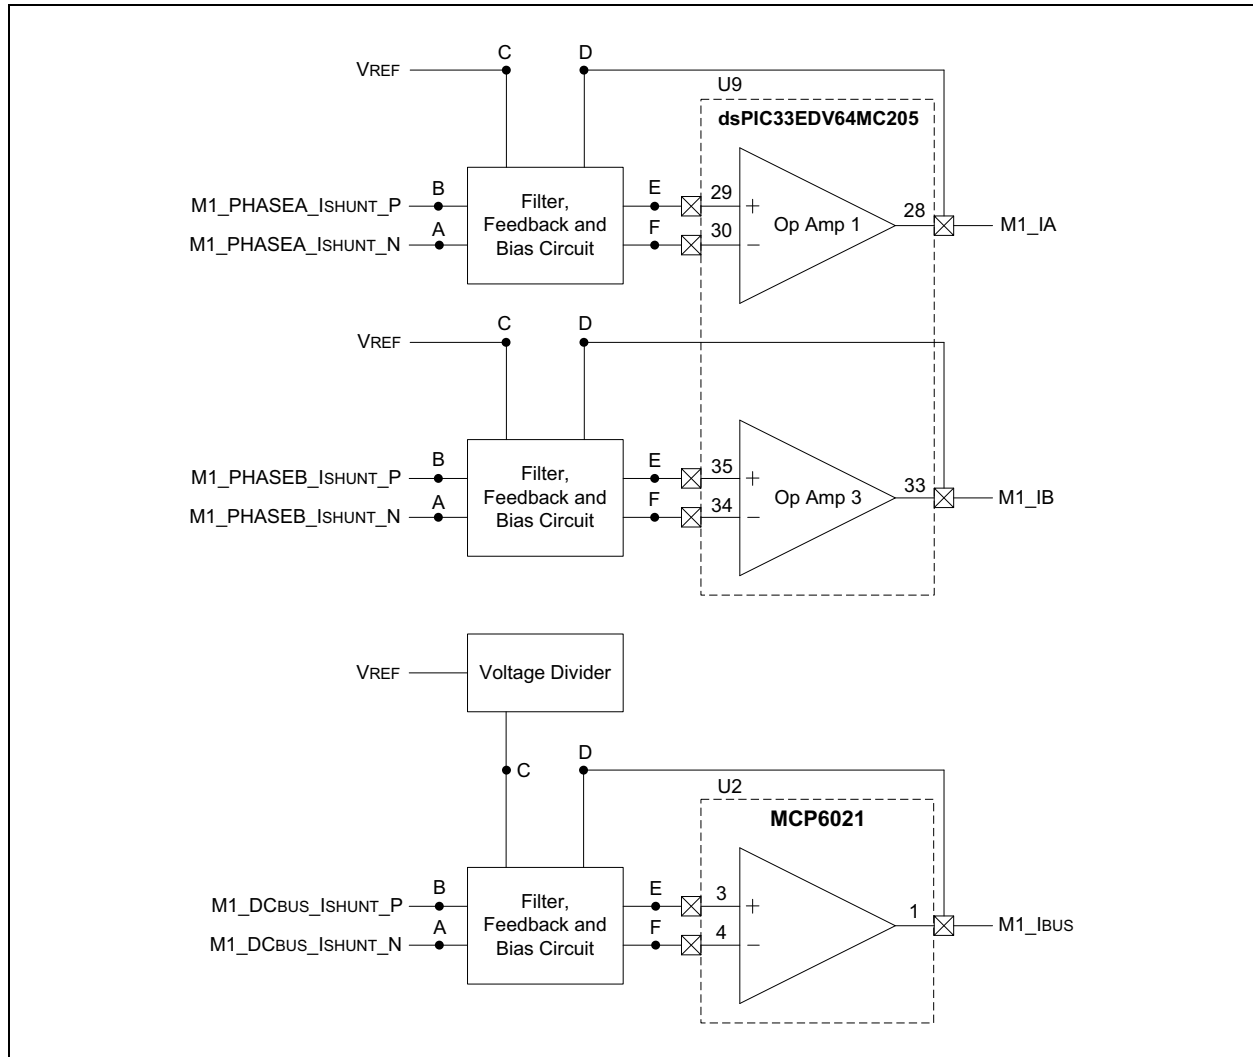 C
D
VREF
U9
dsPIC33EDV64MC205
B
M1_PHASEA_ISHUNT_P
A
M1_PHASEA_ISHUNT_N
Filter,
Feedback and
Bias Circuit
E
F
29
30
+
−
Op Amp 1
28
M1_IA
C
D
VREF
B
M1_PHASEB_ISHUNT_P
A
M1_PHASEB_ISHUNT_N
Filter,
Feedback and
Bias Circuit
E
F
35
34
+
−
Op Amp 3
33
M1_IB
VREF
Voltage Divider
C
D
U2
MCP6021
B
M1_DCBUS_ISHUNT_P
A
M1_DCBUS_ISHUNT_N
Filter,
Feedback and
Bias Circuit
E
F
3
4
+
−
1
M1_IBUS